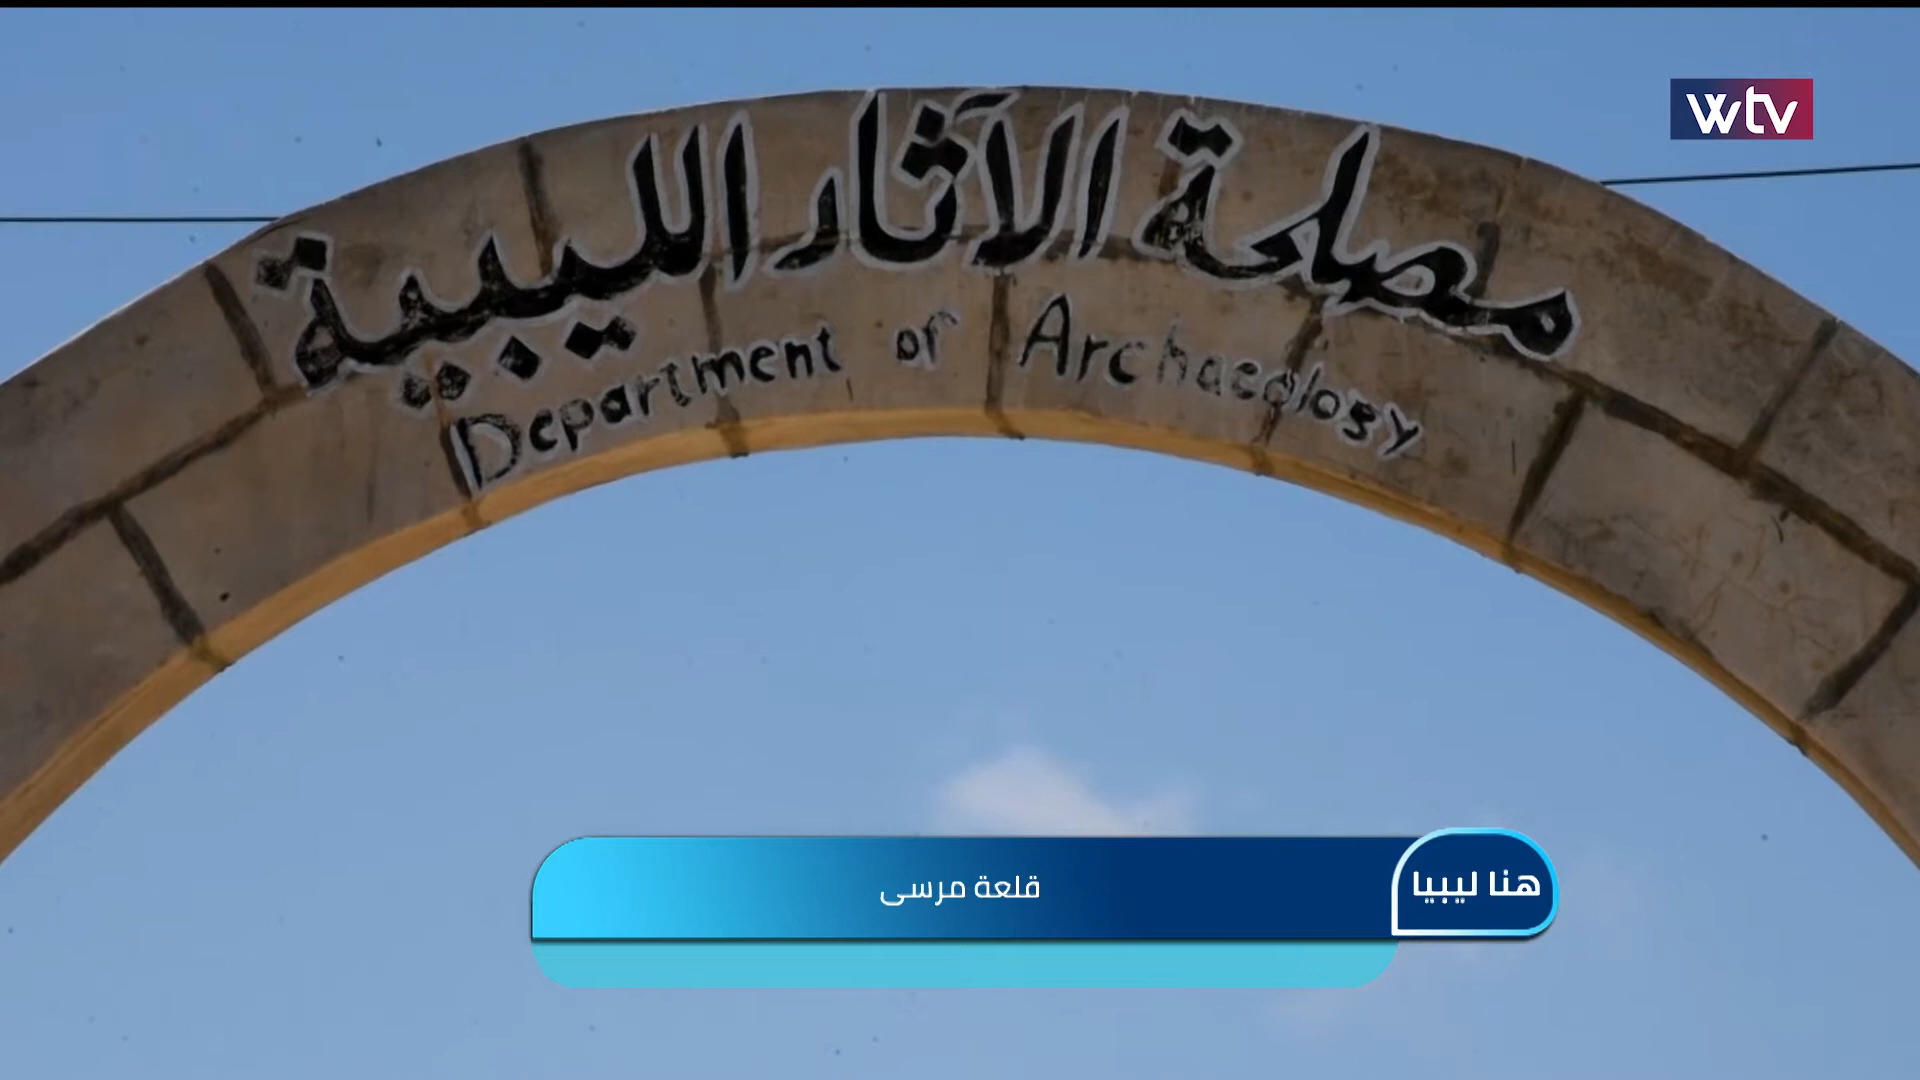 wtv
مصلحة الآثار الليبية
Department of Archaeology
هنا ليبيا
قلعة مرسى